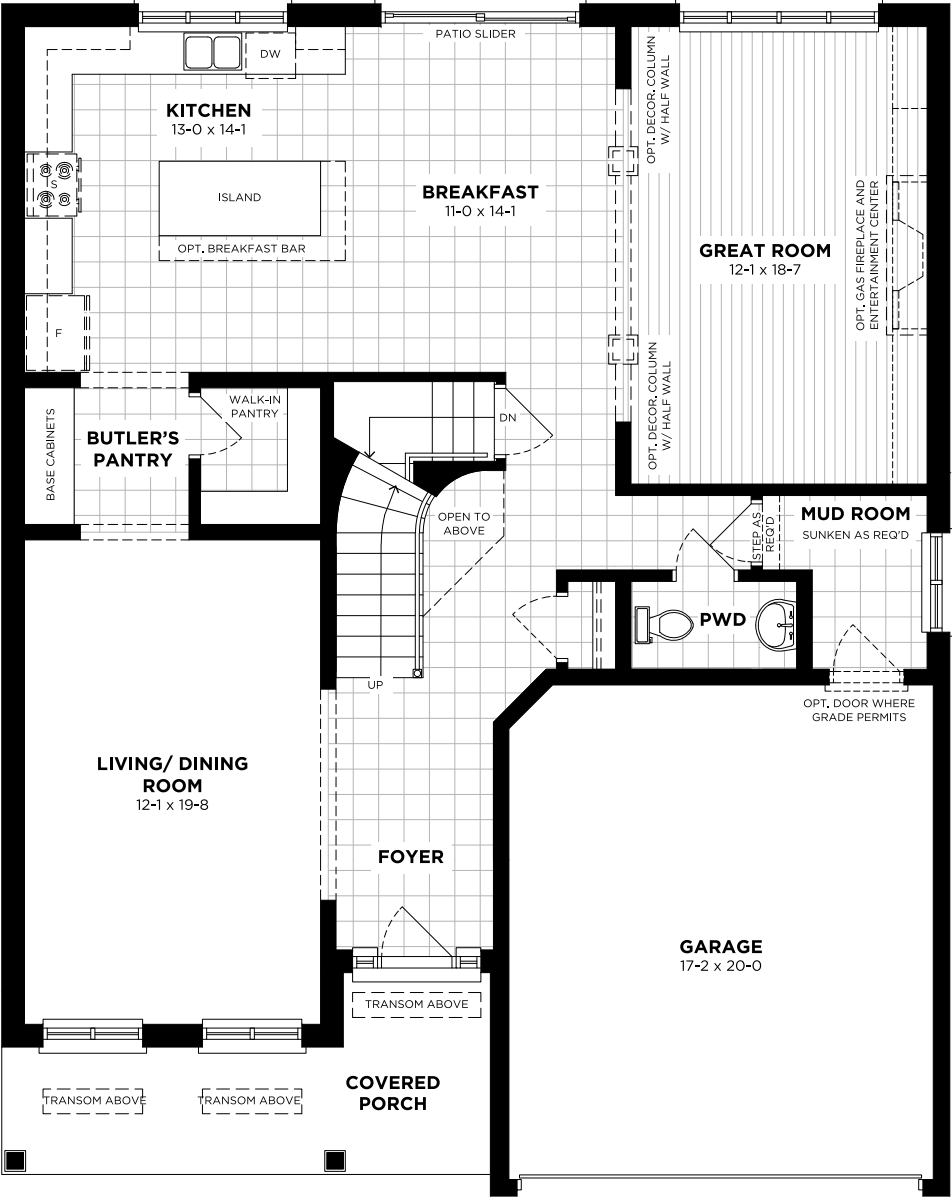 PATIO SLIDER
DW
KITCHEN
13-0 x 14-1
OPT. DECOR. COLUMN
W/ HALF WALL
S
ISLAND
BREAKFAST
11-0 x 14-1
OPT. BREAKFAST BAR
GREAT ROOM
12-1 x 18-7
OPT. GAS FIREPLACE AND
ENTERTAINMENT CENTER
F
OPT. DECOR. COLUMN
W/ HALF WALL
WALK-IN
PANTRY
BASE CABINETS
BUTLER'S
PANTRY
DN
OPEN TO
ABOVE
STEP AS
REQ'D
MUD ROOM
SUNKEN AS REQ'D
PWD
UP
OPT. DOOR WHERE
GRADE PERMITS
LIVING/ DINING
ROOM
12-1 x 19-8
FOYER
GARAGE
17-2 x 20-0
TRANSOM ABOVE
COVERED
PORCH
TRANSOM ABOVE
TRANSOM ABOVE